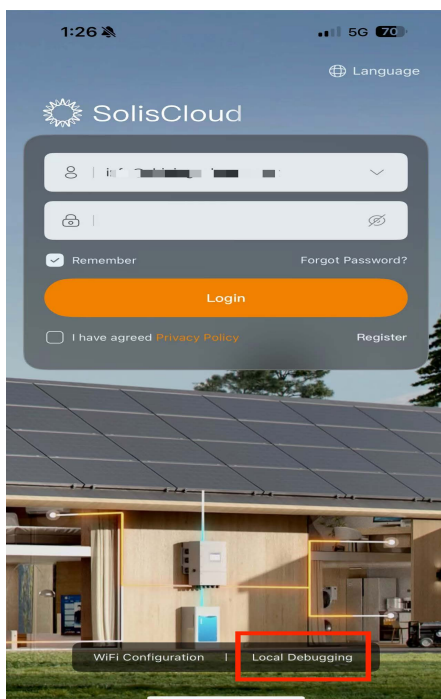 1:26
5G 70
Language
SolisCloud
Remember
Forgot Password?
Login
I have agreed Privacy Policy
Register
WiFi Configuration | Local Debugging